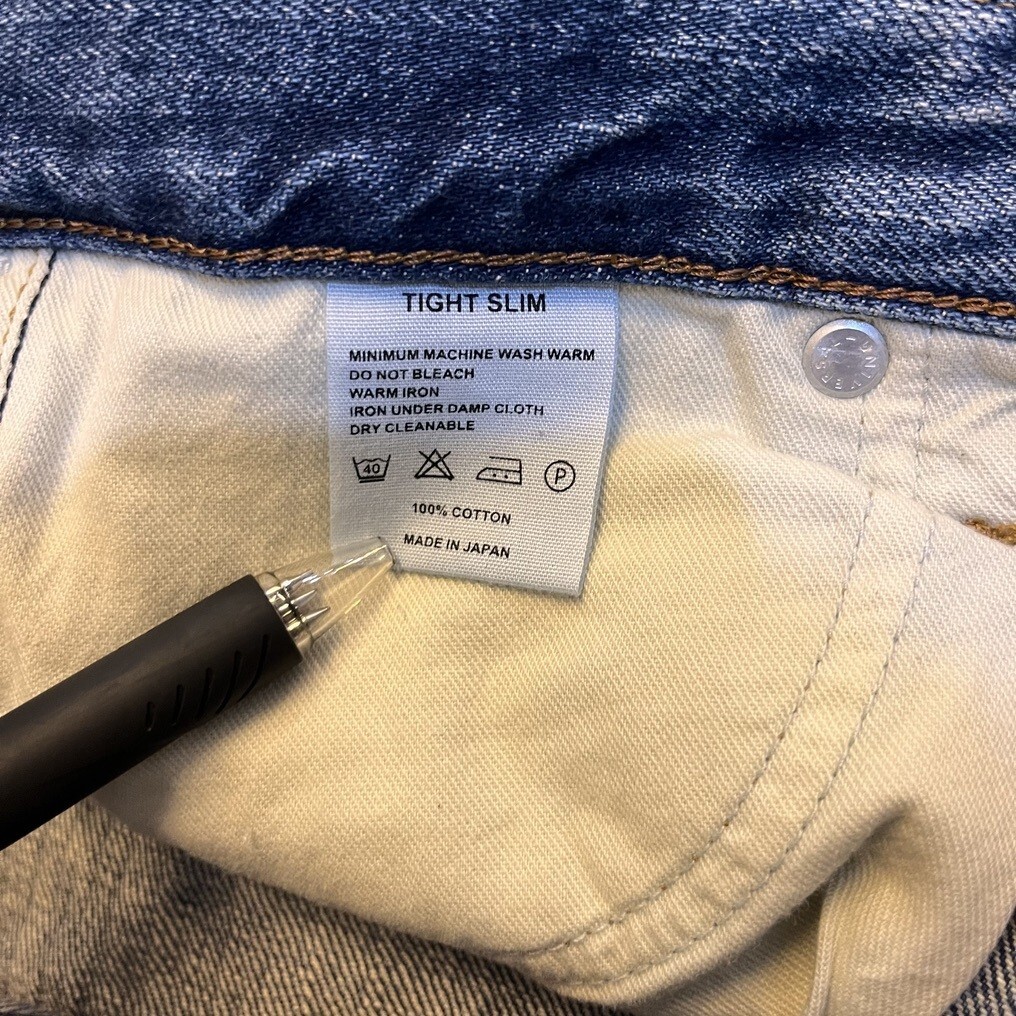 TIGHT SLIM
MINIMUM MACHINE WASH WARM
DO NOT BLEACH
WARM IRON
IRON UNDER DAMP CLOTH
DRY CLEANABLE
40
P
100% COTTON
MADE IN JAPAN
UNIVERSAL